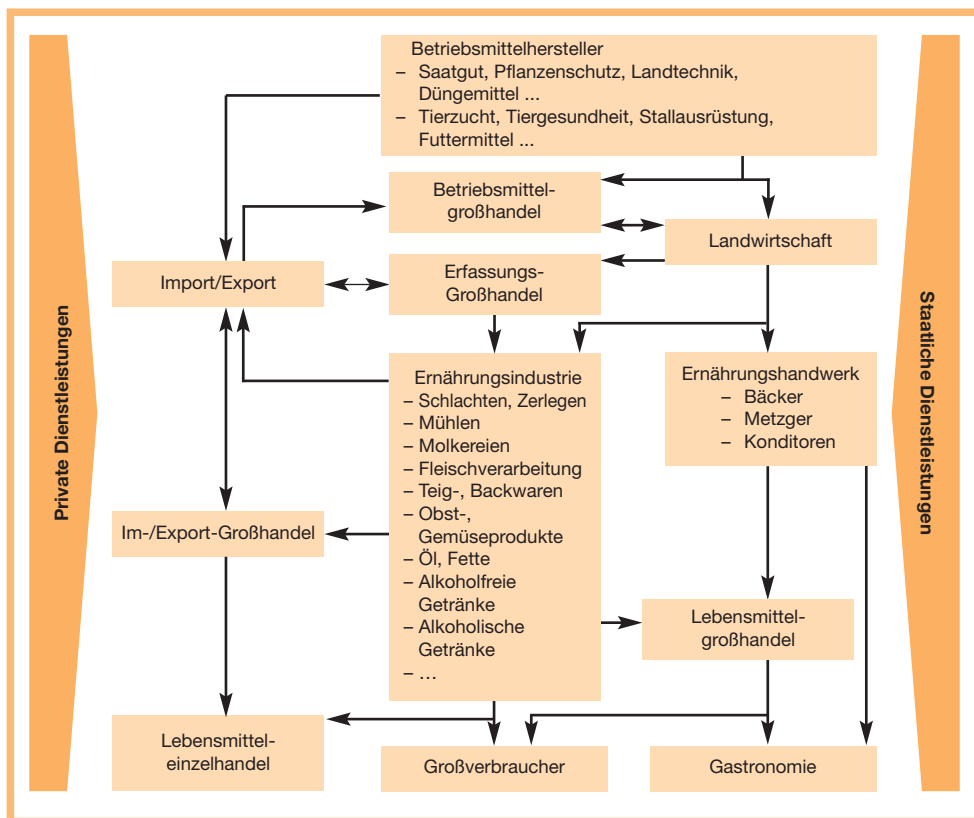 Betriebsmittelhersteller
– Saatgut, Pflanzenschutz, Landtechnik,
Düngemittel ...
– Tierzucht, Tiergesundheit, Stallausrüstung,
Futtermittel ...
Betriebsmittel-
großhandel
Landwirtschaft
Import/Export
Erfassungs-
Großhandel
Private Dienstleistungen
Staatliche Dienstleistungen
Ernährungsindustrie
– Schlachten, Zerlegen
– Mühlen
– Molkereien
– Fleischverarbeitung
– Teig-, Backwaren
– Obst-,
Gemüseprodukte
– Öl, Fette
– Alkoholfreie
Getränke
– Alkoholische
Getränke
– ...
Ernährungshandwerk
– Bäcker
– Metzger
– Konditoren
Im-/Export-Großhandel
Lebensmittel-
großhandel
Lebensmittel-
einzelhandel
Großverbraucher
Gastronomie